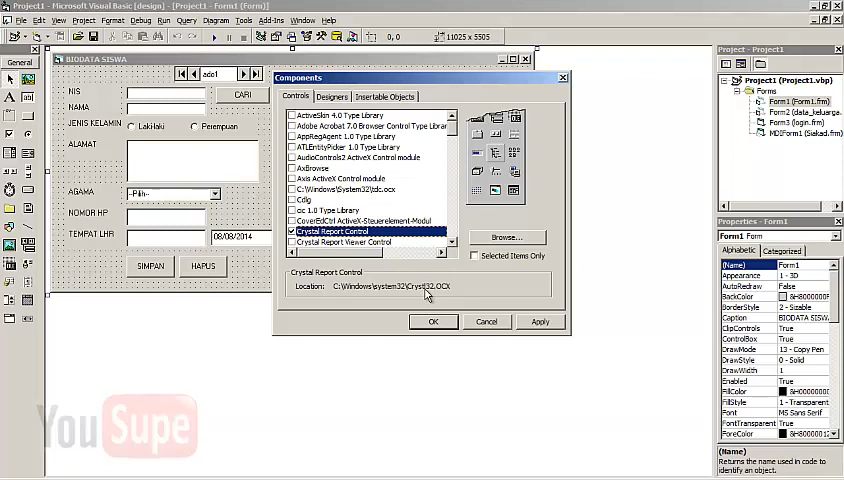 Project1 - Microsoft Visual Basic [design] - [Project1 - Form1 (Form)]
File Edit View Project Format Debug Run Query Diagram Tools Add-Ins Window Help
0, 0
11025 x 5505
General
BIODATA SISWA
ado1
NIS
CARI
NAMA
JENIS KELAMIN
Laki-laki
Perempuan
ALAMAT
AGAMA
--Pilih--
NOMOR HP
TEMPAT LHR
08/08/2014
SIMPAN
HAPUS
Components
Controls
Designers
Insertable Objects
ActiveSkin 4.0 Type Library
Adobe Acrobat 7.0 Browser Control Type Librar
AppRegAgent 1.0 Type Library
ATLEntityPicker 1.0 Type Library
AudioControls2 ActiveX Control module
AxBrowse
Axis ActiveX Control module
C:\Windows\System32\tdc.ocx
Cdlg
cic 1.0 Type Library
CoverEdCtrl ActiveX-Steuerelement-Modul
Crystal Report Control
Crystal Report Viewer Control
Browse...
Selected Items Only
Crystal Report Control
Location: C:\Windows\system32\Crystl32.OCX
OK
Cancel
Apply
Project - Project1
Project1 (Project1.vbp)
Forms
Form1 (Form1.frm)
Form2 (data_keluarga.
Form3 (login.frm)
MDIForm1 (Siakad.
Properties - Form1
Form1 Form
Alphabetic
Categorized
(Name) Form1
Appearance 1 - 3D
AutoRedraw False
BackColor &H8000000F
BorderStyle 2 - Sizable
Caption BIODATA SISWA
ClipControls True
ControlBox True
DrawMode 13 - Copy Pen
DrawStyle 0 - Solid
DrawWidth 1
Enabled True
FillColor &H00000000
FillStyle 1 - Transparent
Font MS Sans Serif
FontTransparent True
ForeColor &H80000012
(Name)
Returns the name used in code to
identify an object.
You Supe